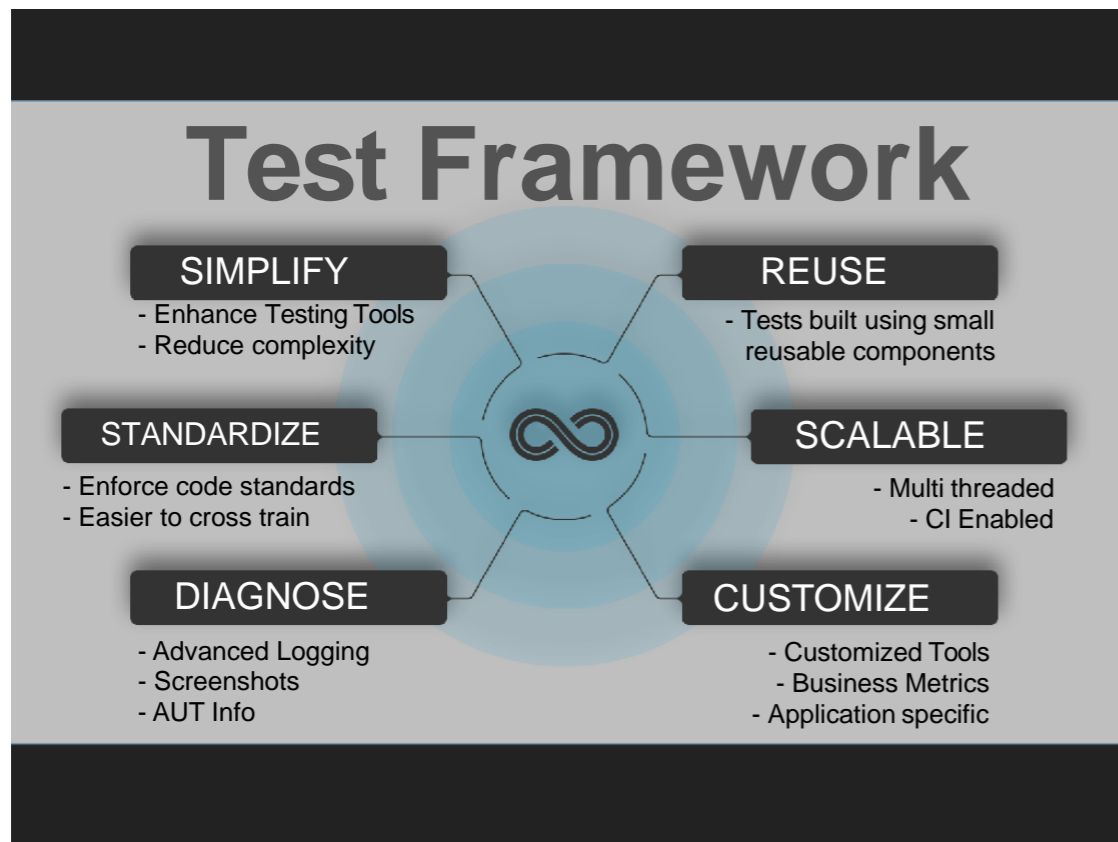 Test Framework
SIMPLIFY
- Enhance Testing Tools
- Reduce complexity
REUSE
- Tests built using small
reusable components
STANDARDIZE
- Enforce code standards
- Easier to cross train
SCALABLE
- Multi threaded
- CI Enabled
DIAGNOSE
- Advanced Logging
- Screenshots
- AUT Info
CUSTOMIZE
- Customized Tools
- Business Metrics
- Application specific